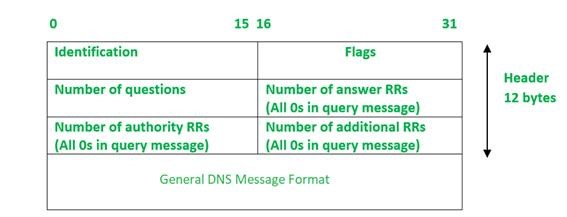 0 15 16 31
Identification Flags
Number of questions Number of answer RRs
(All 0s in query message)
Number of authority RRs Number of additional RRs
(All 0s in query message) (All 0s in query message)
Header
12 bytes
General DNS Message Format